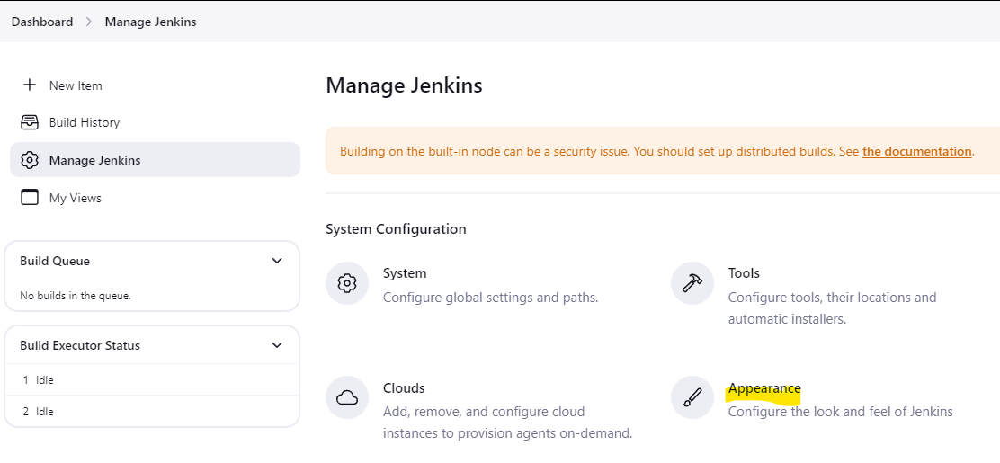 Dashboard > Manage Jenkins
New Item
Build History
Manage Jenkins
My Views
Build Queue
No builds in the queue.
Build Executor Status
1 Idle
2 Idle
Manage Jenkins
Building on the built-in node can be a security issue. You should set up distributed builds. See the documentation.
System Configuration
System
Configure global settings and paths.
Tools
Configure tools, their locations and
automatic installers.
Clouds
Add, remove, and configure cloud
instances to provision agents on-demand.
Appearance
Configure the look and feel of Jenkins